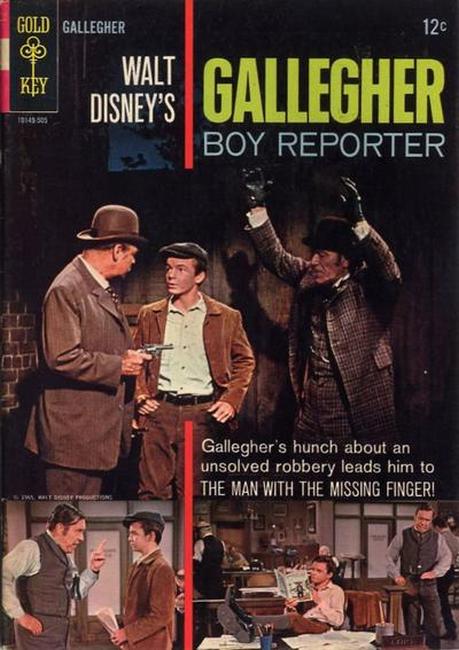 GOLD
KEY
GALLEGHER
12c
10149-505
WALT
DISNEY'S
GALLEGHER
BOY REPORTER
Gallegher's hunch about an
unsolved robbery leads him to
THE MAN WITH THE MISSING FINGER!
© 1965, WALT DISNEY PRODUCTIONS